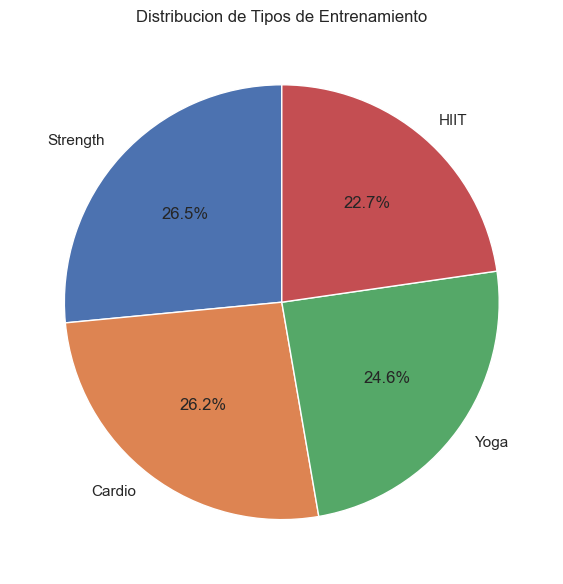 Distribucion de Tipos de Entrenamiento
HIIT
Strength
22.7%
26.5%
24.6%
26.2%
Yoga
Cardio